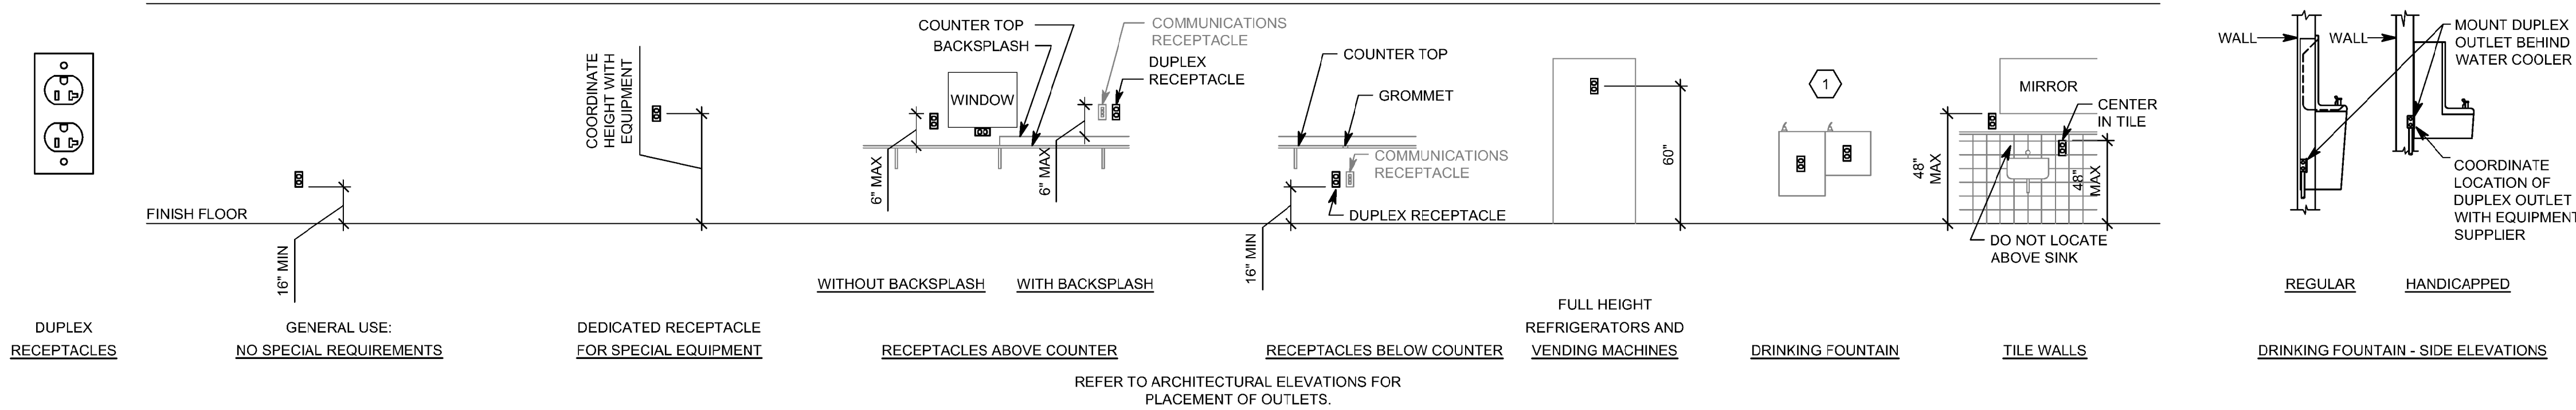 DUPLEX
RECEPTACLES
FINISH FLOOR
16" MIN
GENERAL USE:
NO SPECIAL REQUIREMENTS
COORDINATE
HEIGHT WITH
EQUIPMENT
DEDICATED RECEPTACLE
FOR SPECIAL EQUIPMENT
COUNTER TOP
BACKSPLASH
COMMUNICATIONS
RECEPTACLE
DUPLEX
RECEPTACLE
WINDOW
6" MAX
6" MAX
WITHOUT BACKSPLASH
WITH BACKSPLASH
RECEPTACLES ABOVE COUNTER
COUNTER TOP
GROMMET
COMMUNICATIONS
RECEPTACLE
DUPLEX RECEPTACLE
16" MIN
RECEPTACLES BELOW COUNTER
REFER TO ARCHITECTURAL ELEVATIONS FOR
PLACEMENT OF OUTLETS.
60"
FULL HEIGHT
REFRIGERATORS AND
VENDING MACHINES
1
DRINKING FOUNTAIN
MIRROR
CENTER
IN TILE
48"
MAX
48"
MAX
DO NOT LOCATE
ABOVE SINK
TILE WALLS
WALL
WALL
MOUNT DUPLEX
OUTLET BEHIND
WATER COOLER
COORDINATE
LOCATION OF
DUPLEX OUTLET
WITH EQUIPMENT
SUPPLIER
REGULAR
HANDICAPPED
DRINKING FOUNTAIN - SIDE ELEVATIONS